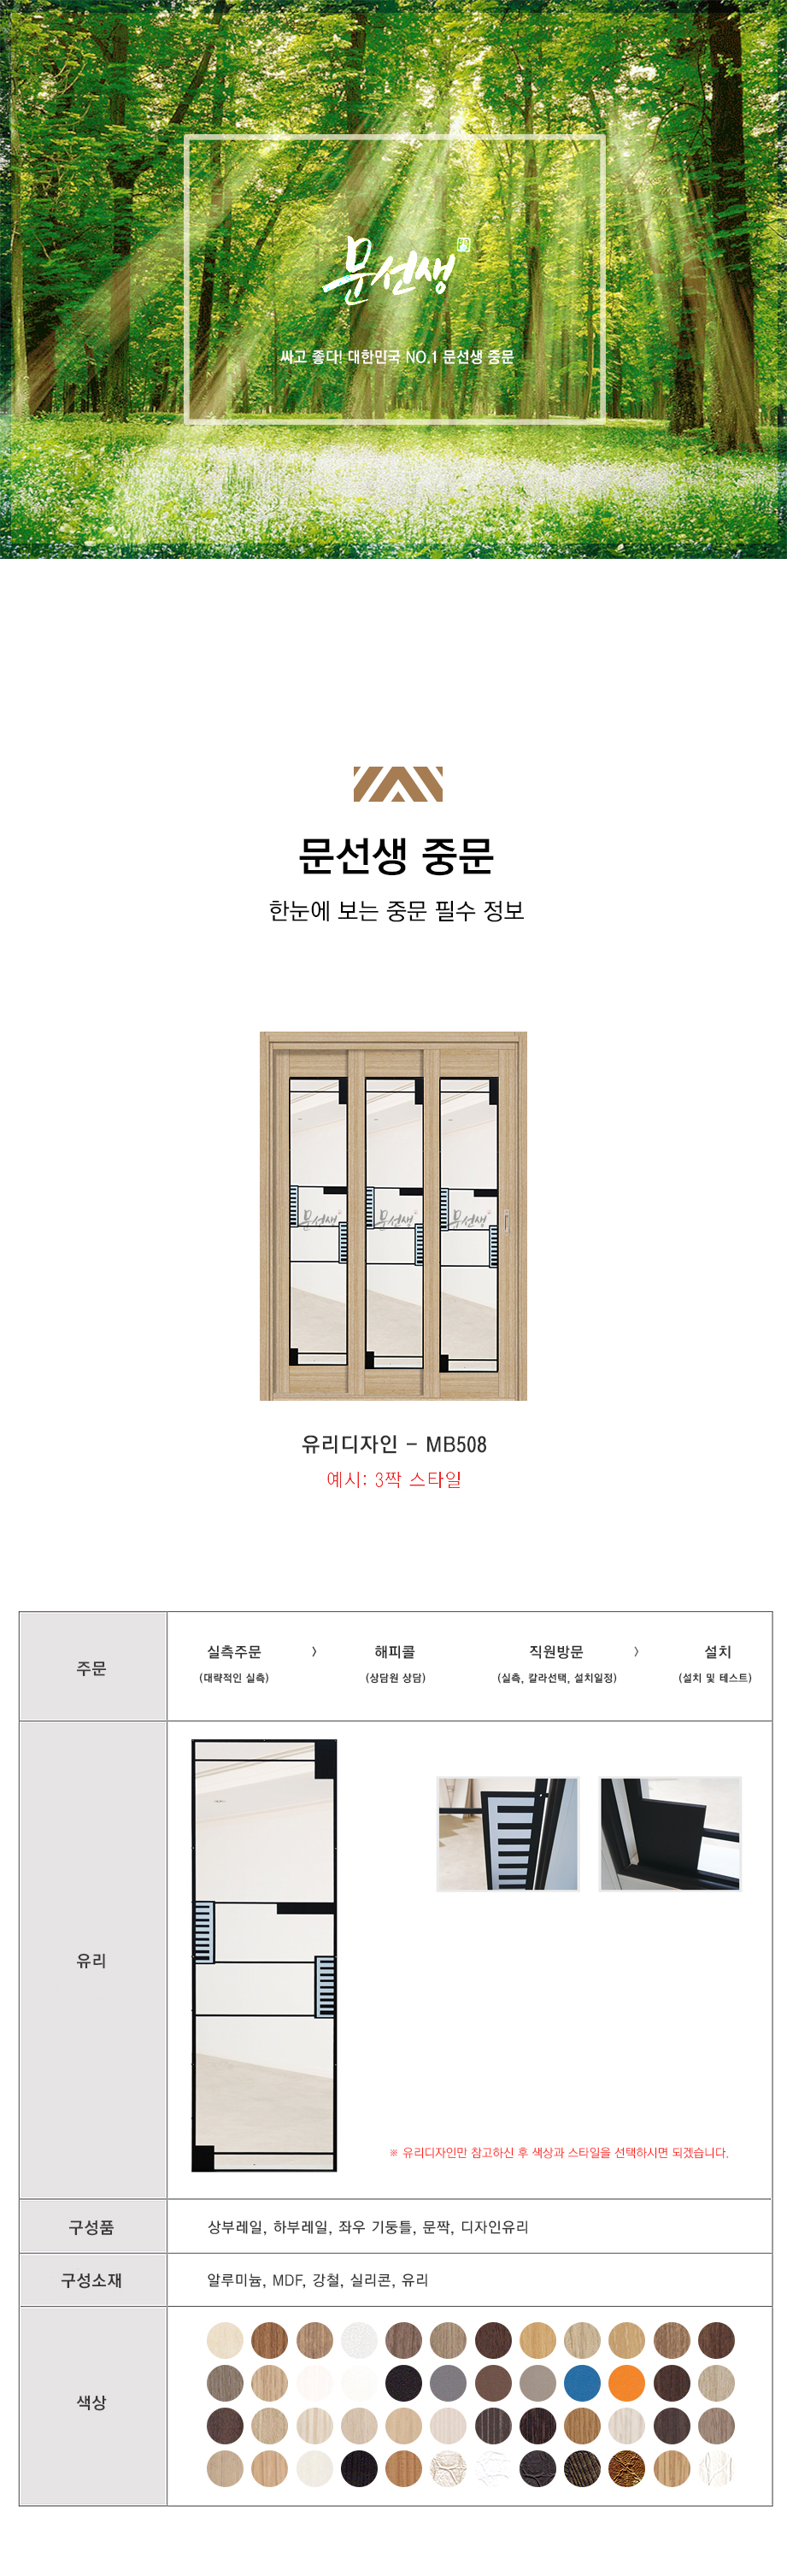 문선생
싸고 좋다! 대한민국 NO.1 문선생 중문
문선생 중문
한눈에 보는 중문 필수 정보
문선생 문선생 문선생
유리디자인 - MB508
예시: 3짝 스타일
주문
실측주문 > 해피콜 직원방문 > 설치
(대략적인 실측) (상담원 상담) (실측, 칼라선택, 설치일정) (설치 및 테스트)
유리
※ 유리디자인만 참고하신 후 색상과 스타일을 선택하시면 되겠습니다.
구성품 상부레일, 하부레일, 좌우 기둥틀, 문짝, 디자인유리
구성소재 알루미늄, MDF, 강철, 실리콘, 유리
색상